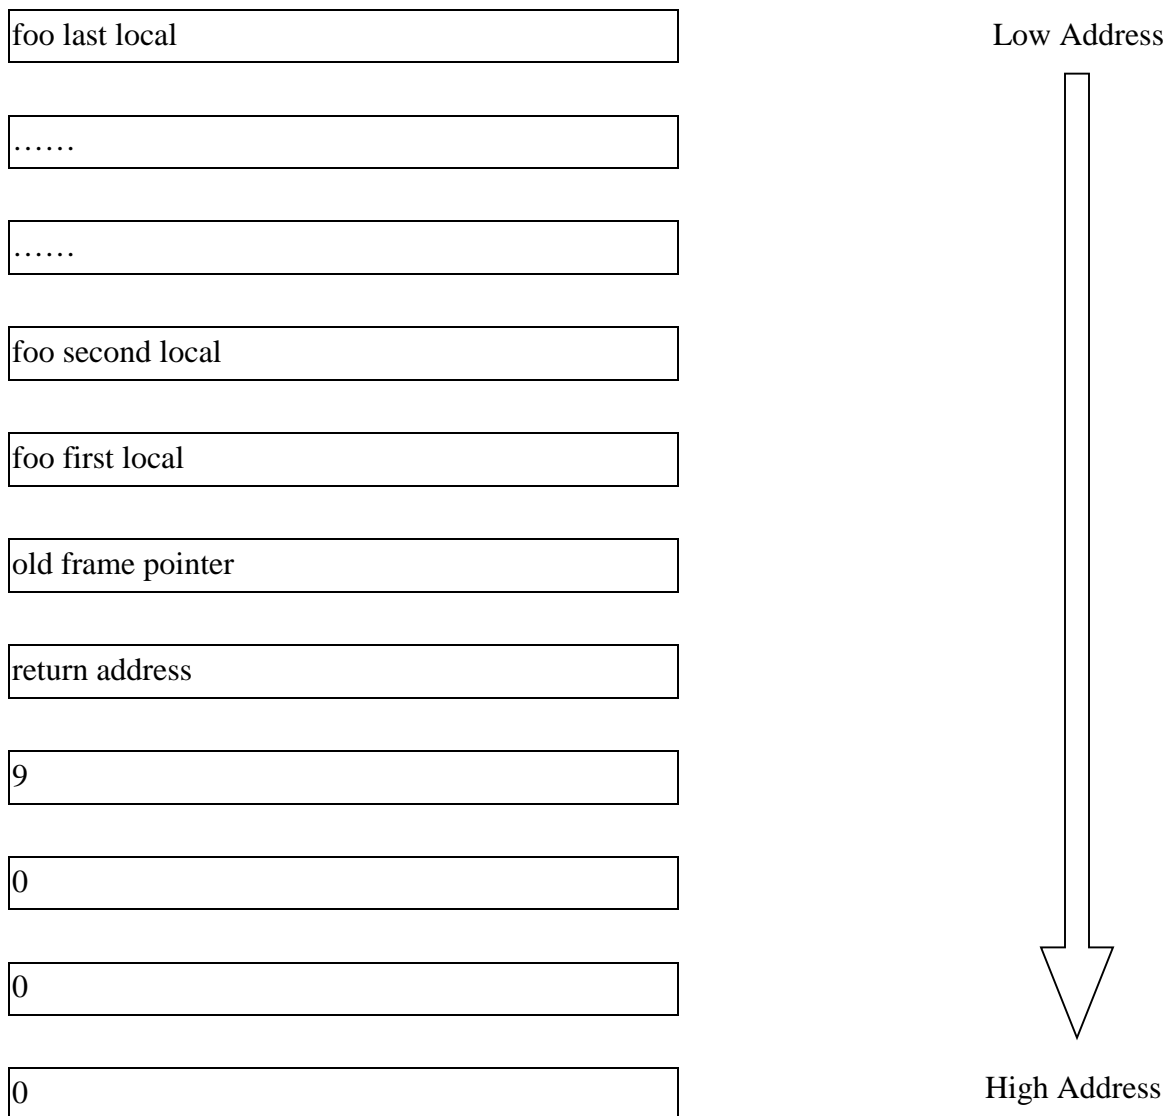 foo last local
Low Address
……
……
foo second local
foo first local
old frame pointer
return address
9
0
0
0
High Address